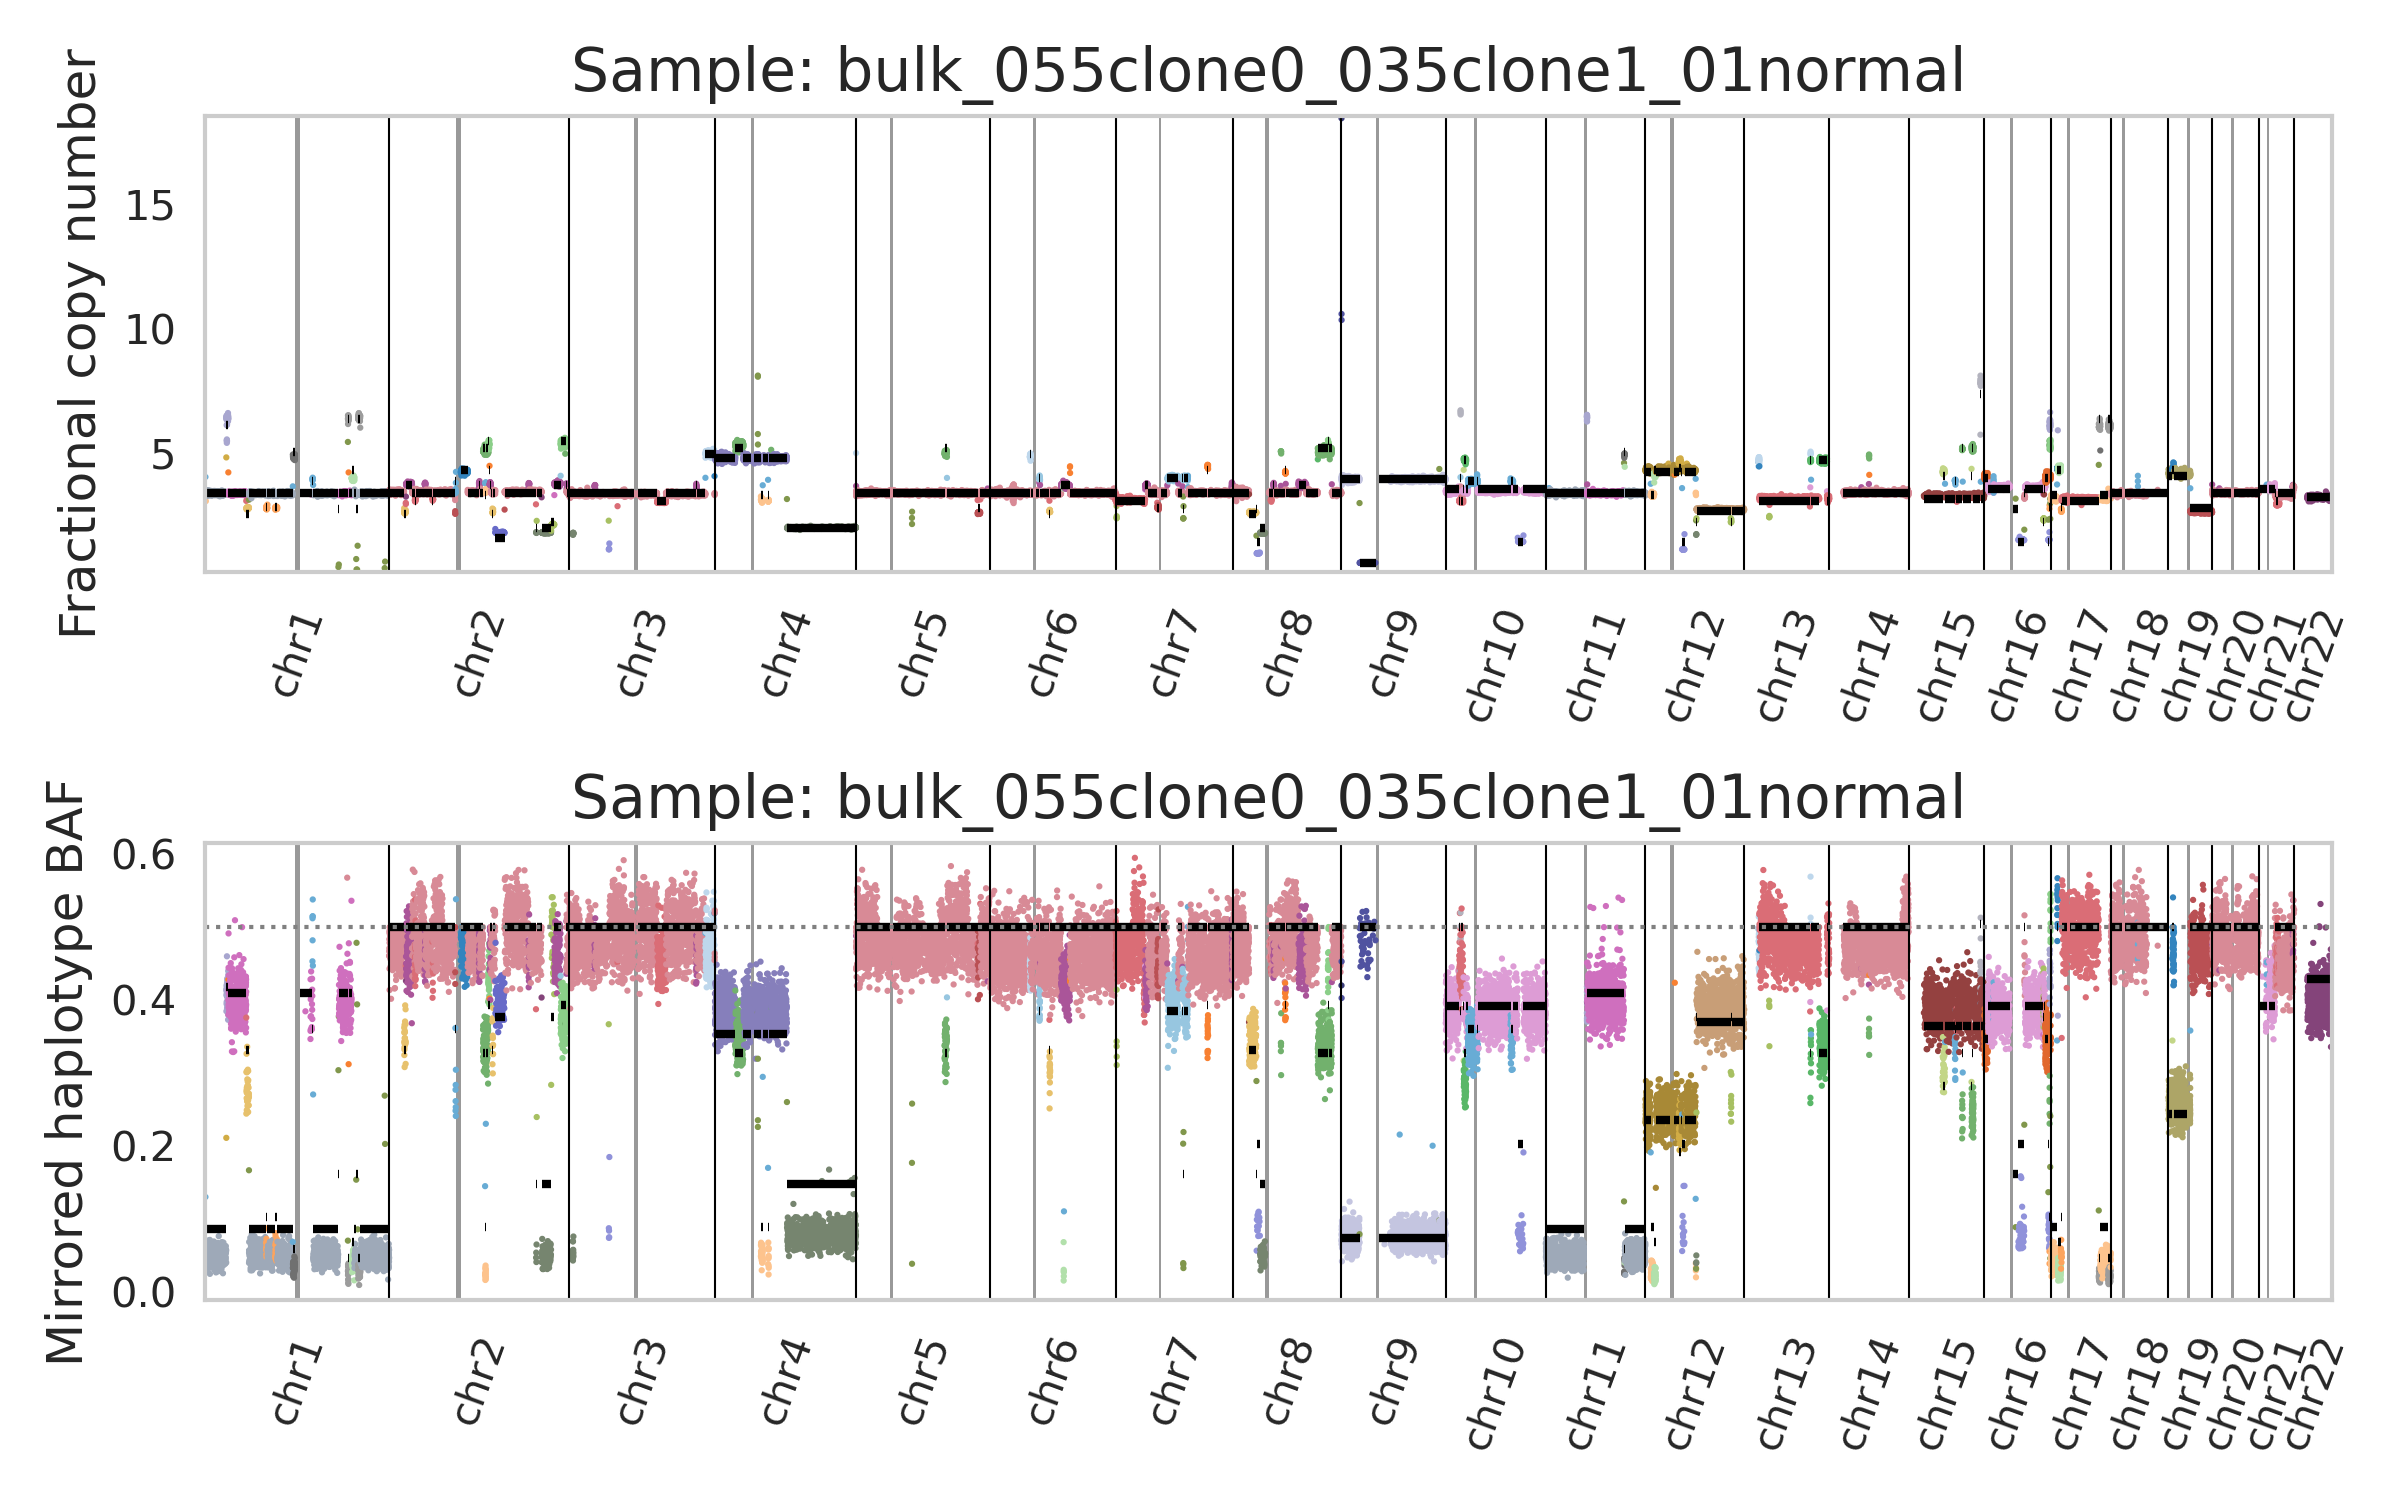 Sample: bulk_055clone0_035clone1_01normal
Fractional copy number
15
10
5
chr1 chr2 chr3 chr4 chr5 chr6 chr7 chr8 chr9 chr10 chr11 chr12 chr13 chr14 chr15 chr16 chr17 chr18 chr19 chr20 chr21 chr22
Sample: bulk_055clone0_035clone1_01normal
Mirrored haplotype BAF
0.6
0.4
0.2
0.0
chr1 chr2 chr3 chr4 chr5 chr6 chr7 chr8 chr9 chr10 chr11 chr12 chr13 chr14 chr15 chr16 chr17 chr18 chr19 chr20 chr21 chr22